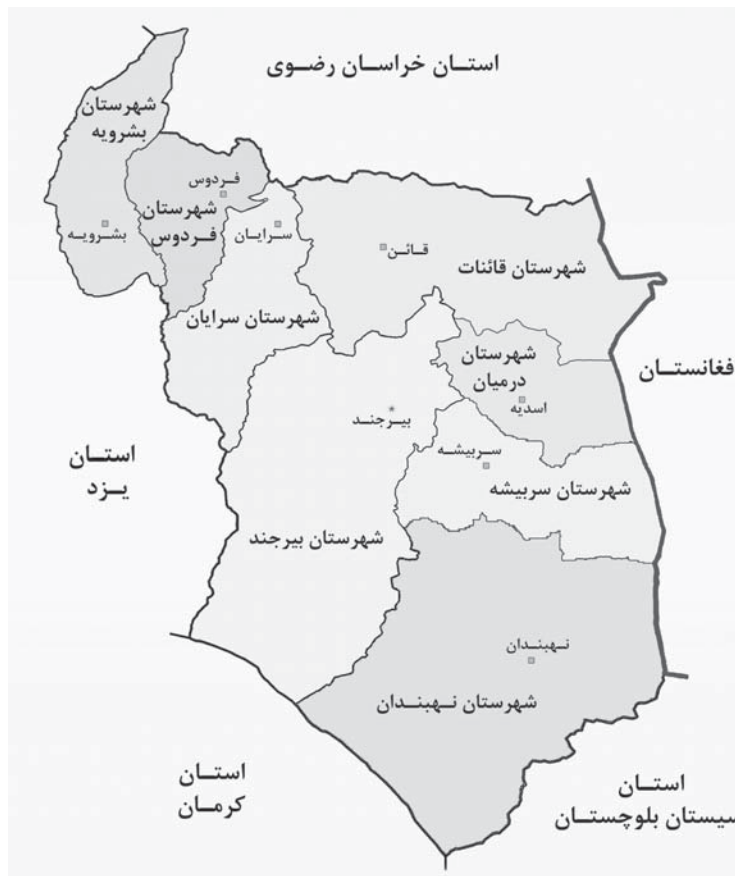 استان خراسان رضوی
شهرستان
بشرویه
فردوس
شهرستان
فردوس
بشرویه
سرایان
قائن
شهرستان قائنات
شهرستان سرایان
شهرستان
درمیان
اسدیه
فغانستان
بیرجند
استان
یزد
سربیشه
شهرستان سربیشه
شهرستان بیرجند
نهبندان
شهرستان نهبندان
استان
کرمان
استان
سیستان بلوچستان